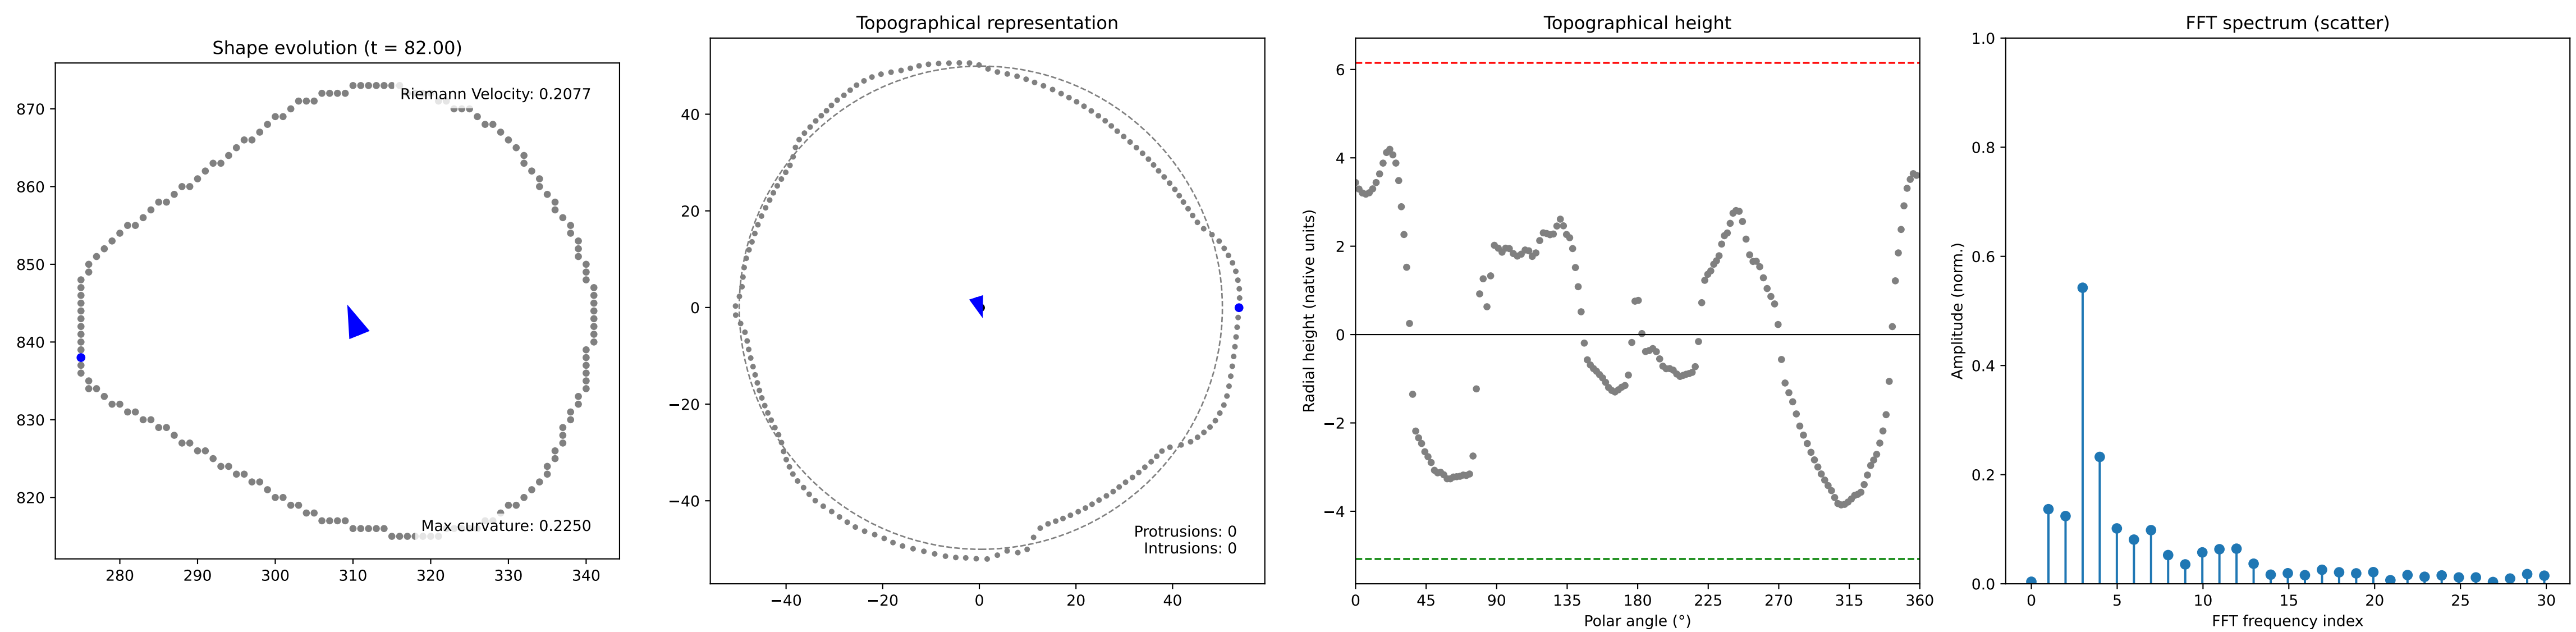 Shape evolution (t = 82.00)
Riemann Velocity: 0.2077
Max curvature: 0.2250
870
860
850
840
830
820
280 290 300 310 320 330 340
Topographical representation
Protrusions: 0
Intrusions: 0
40
20
0
−20
−40
−40 −20 0 20 40
Topographical height
Radial height (native units)
6
4
2
0
−2
−4
0 45 90 135 180 225 270 315 360
Polar angle (°)
FFT spectrum (scatter)
Amplitude (norm.)
1.0
0.8
0.6
0.4
0.2
0.0
0 5 10 15 20 25 30
FFT frequency index